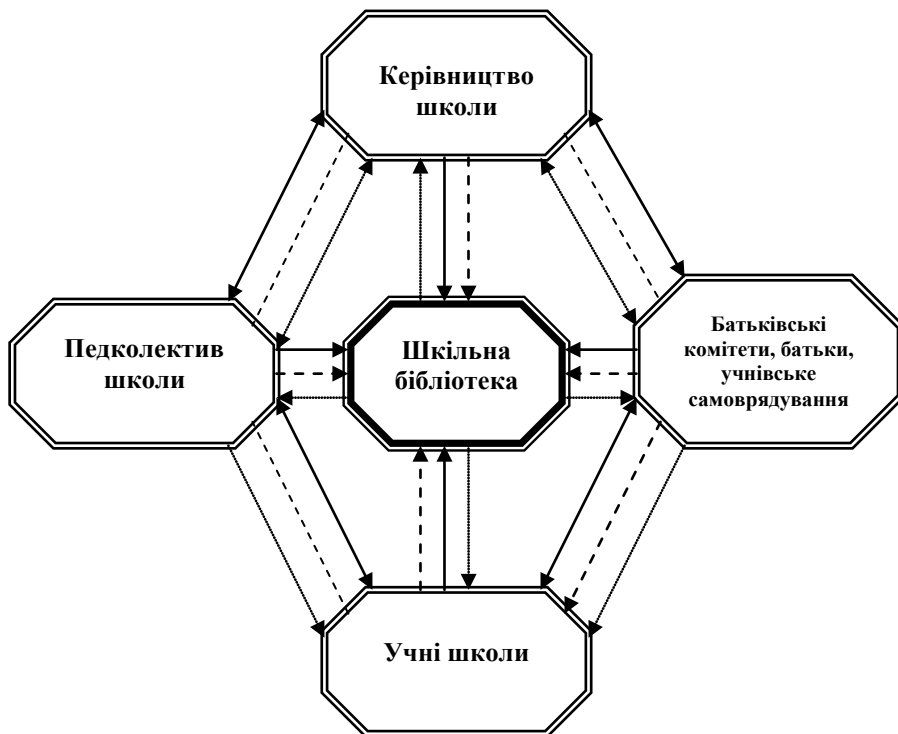 Керівництво
школи
Педколектив
школи
Шкільна
бібліотека
Батьківські
комітети, батьки,
учнівське
самоврядування
Учні школи